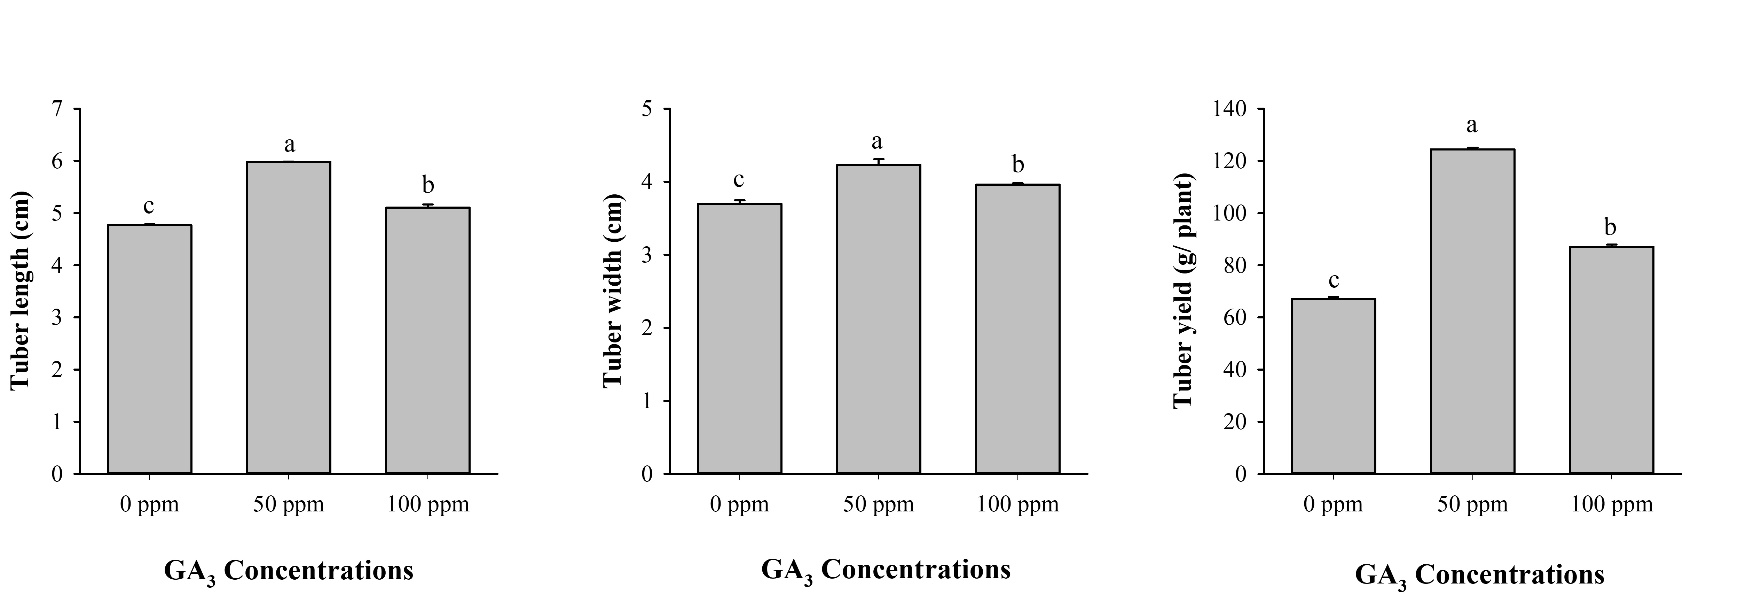 Tuber length (cm)
7
6
5
4
3
2
1
0
c
a
b
0 ppm
50 ppm
100 ppm
GA3 Concentrations
Tuber width (cm)
5
4
3
2
1
0
c
a
b
0 ppm
50 ppm
100 ppm
GA3 Concentrations
Tuber yield (g/ plant)
140
120
100
80
60
40
20
0
c
a
b
0 ppm
50 ppm
100 ppm
GA3 Concentrations